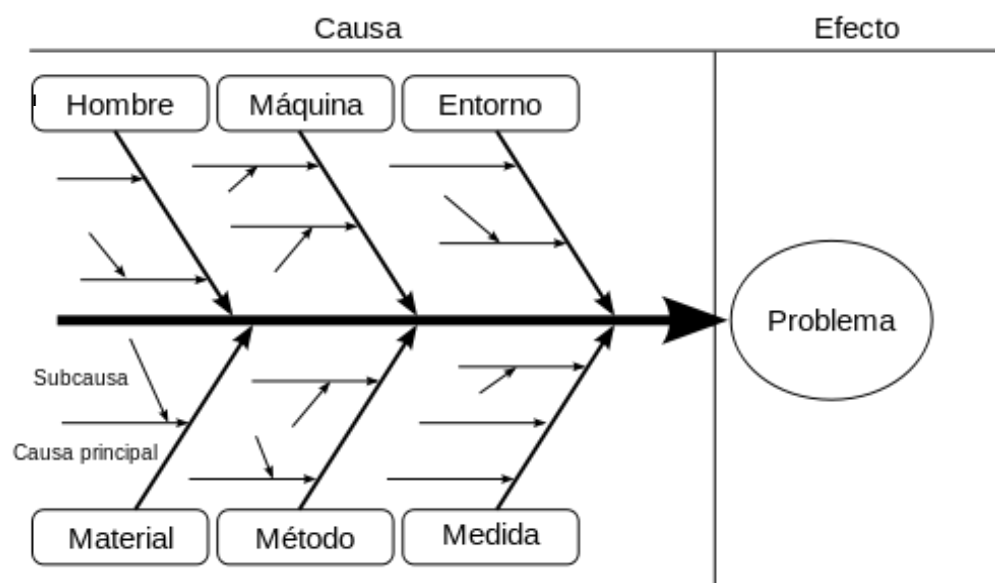 Causa
Efecto
Hombre
Máquina
Entorno
Problema
Subcausa
Causa principal
Material
Método
Medida